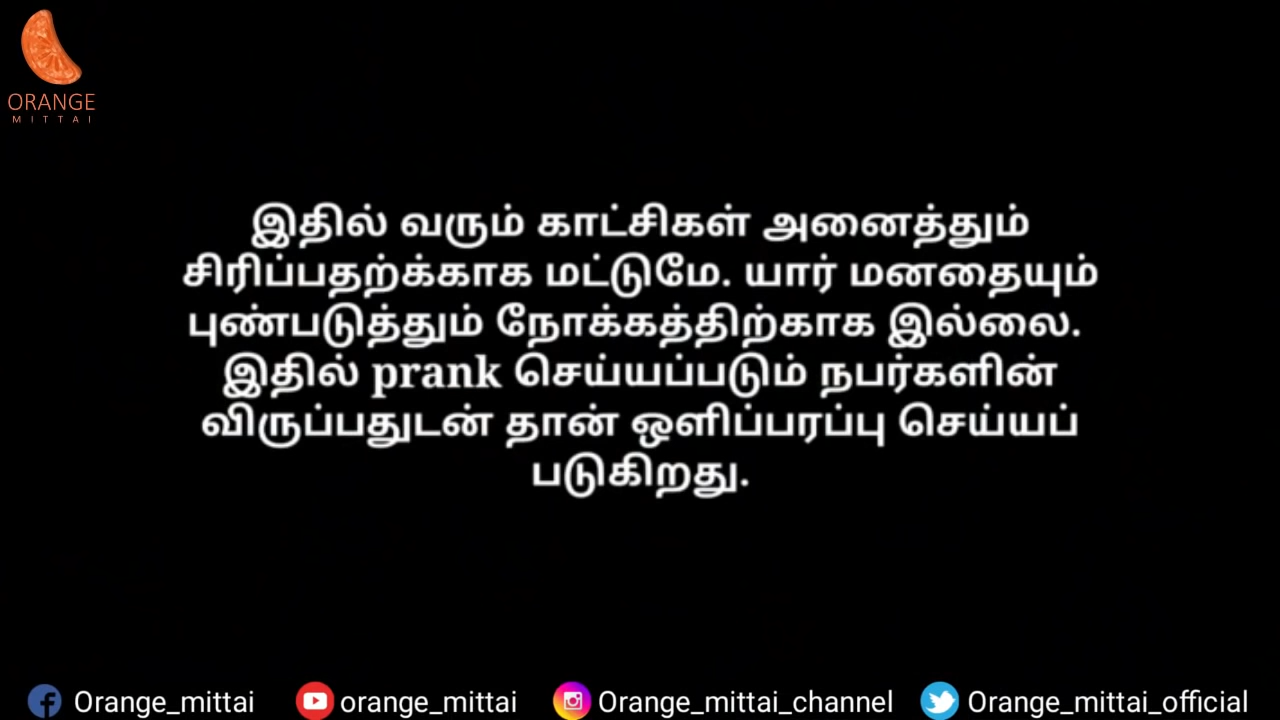 ORANGE
MITTAI
இதில் வரும் காட்சிகள் அனைத்தும்
சிரிப்பதற்க்காக மட்டுமே. யார் மனதையும்
புண்படுத்தும் நோக்கத்திற்காக இல்லை.
இதில் prank செய்யப்படும் நபர்களின்
விருப்பதுடன் தான் ஒளிப்பரப்பு செய்யப்
படுகிறது.
Orange_mittai orange_mittai Orange_mittai_channel Orange_mittai_official